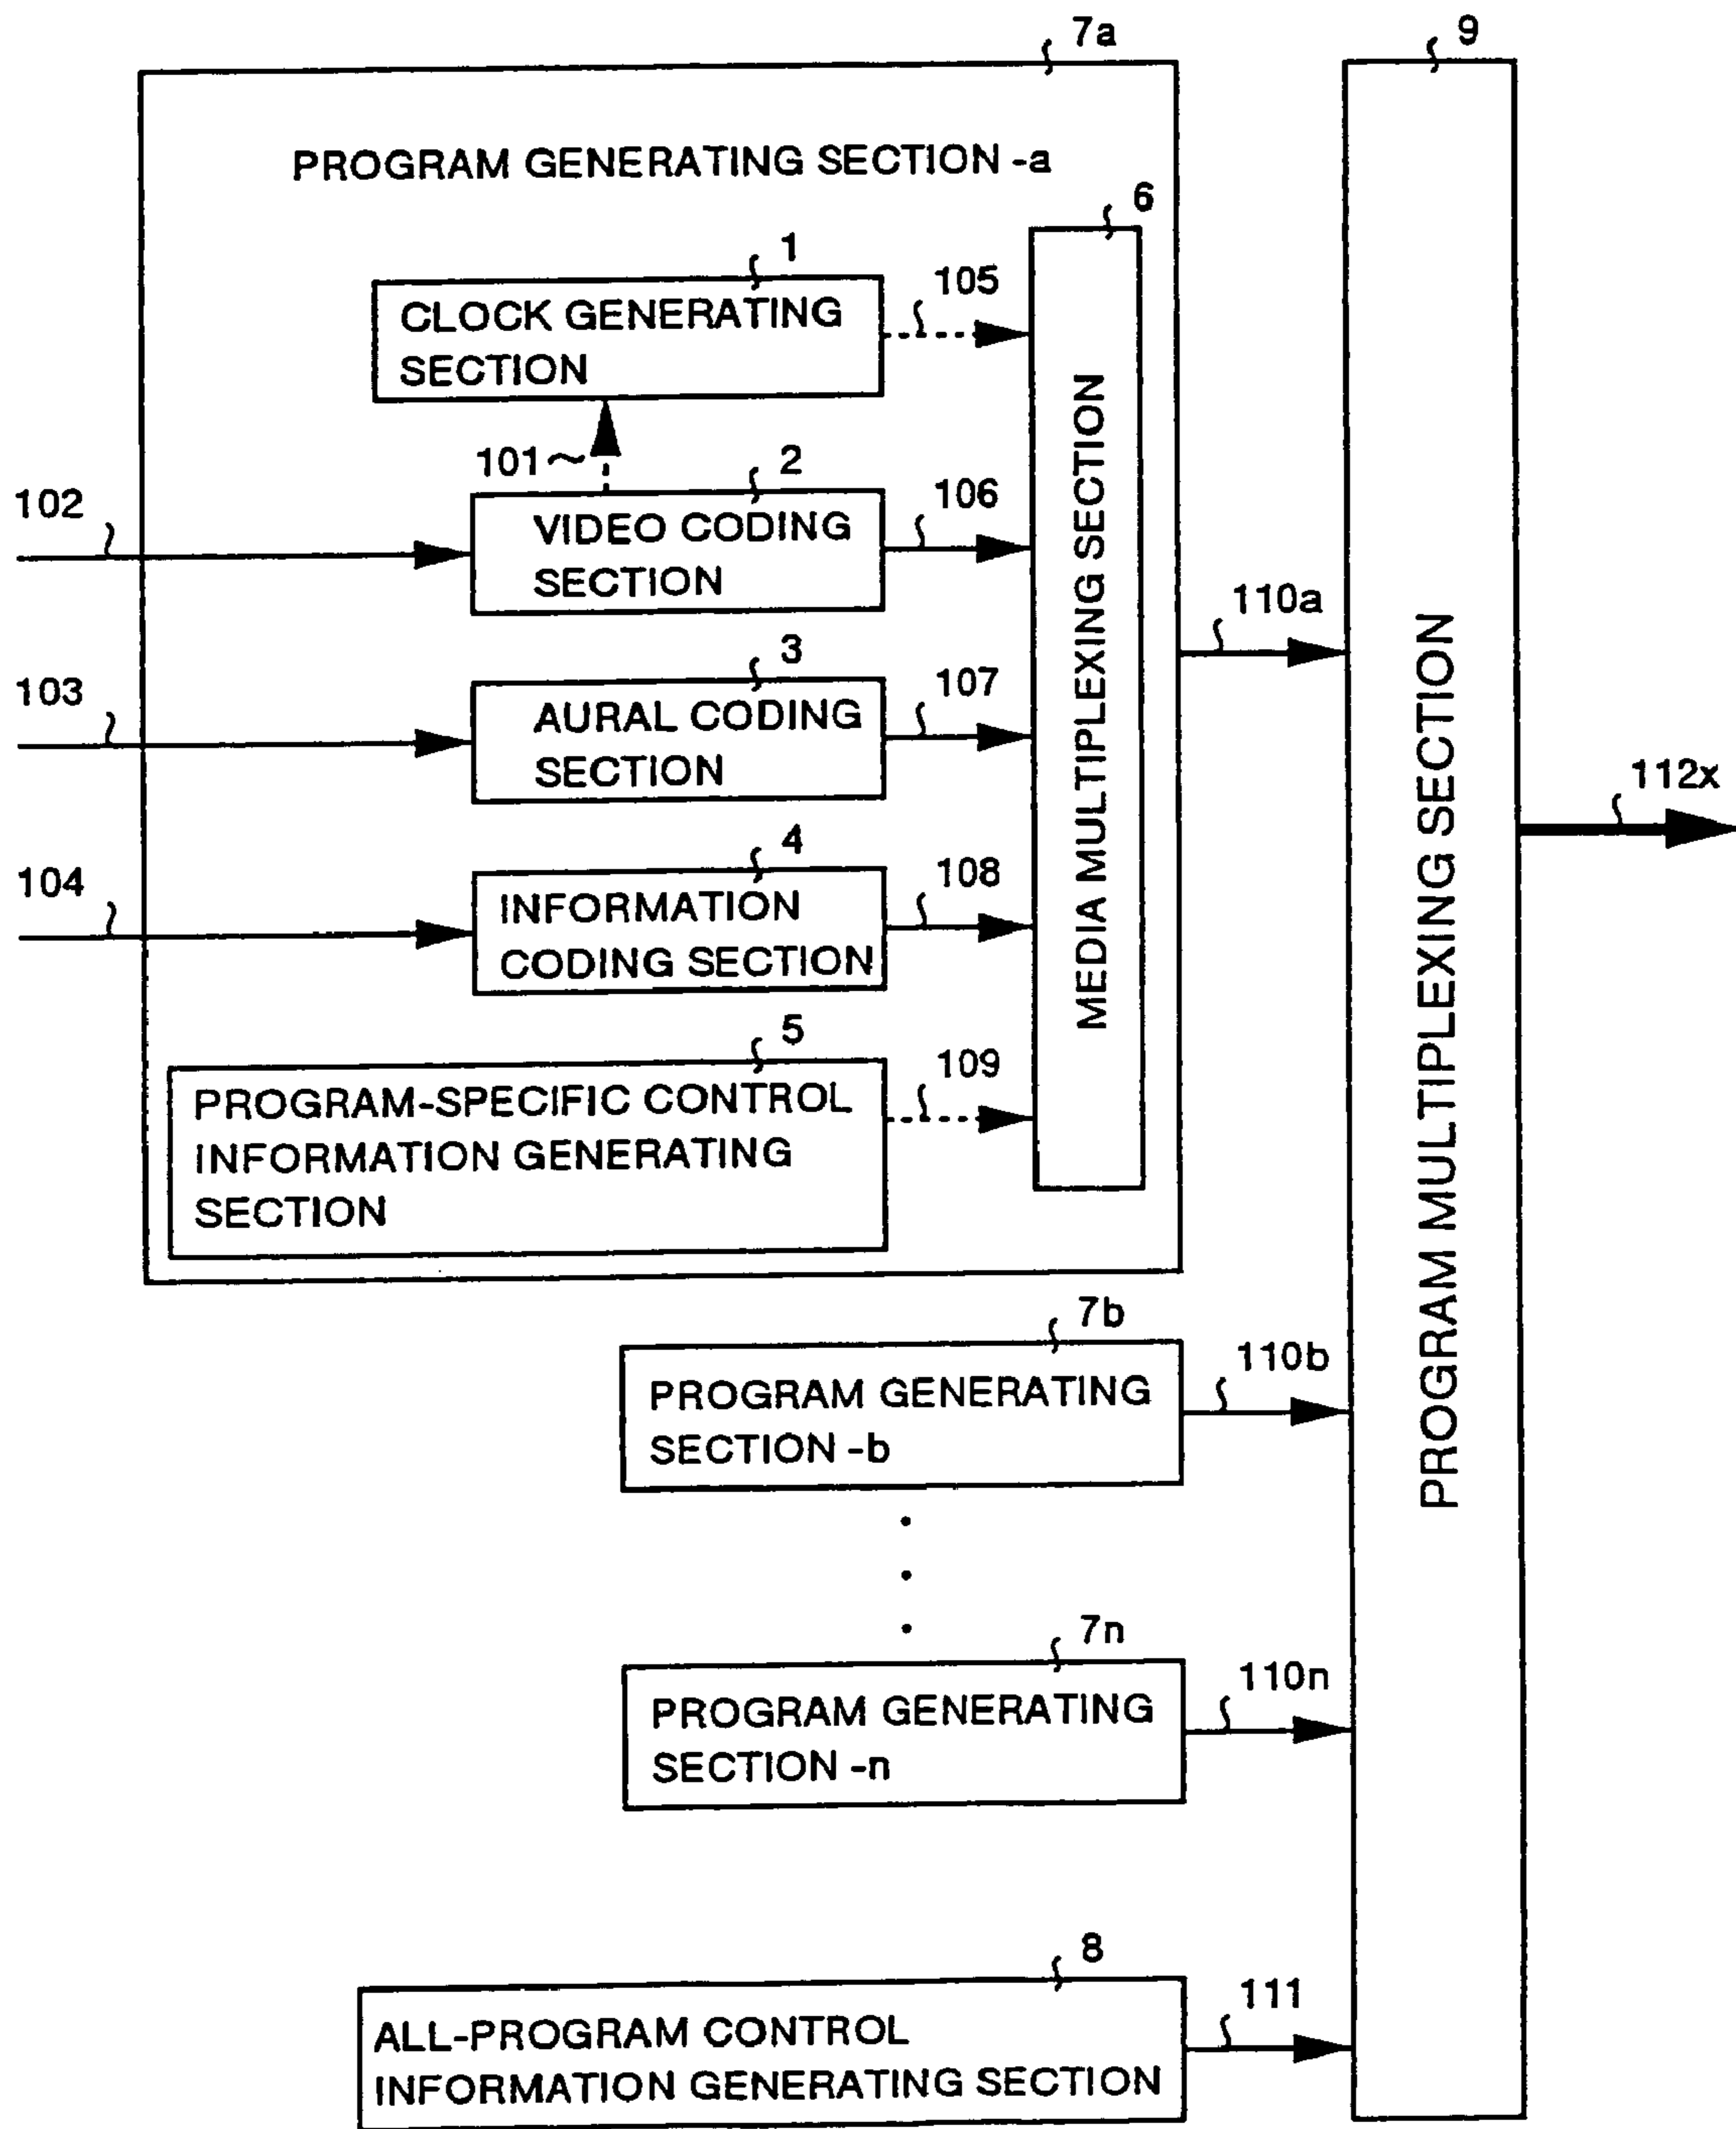 7a
9
PROGRAM GENERATING SECTION -a
6
1
105
CLOCK GENERATING
SECTION
101
2
102
106
VIDEO CODING
SECTION
110a
3
103
107
AURAL CODING
SECTION
MEDIA MULTIPLEXING SECTION
112x
4
104
108
INFORMATION
CODING SECTION
5
109
PROGRAM-SPECIFIC CONTROL
INFORMATION GENERATING
SECTION
PROGRAM MULTIPLEXING SECTION
7b
110b
PROGRAM GENERATING
SECTION -b
7n
110n
PROGRAM GENERATING
SECTION -n
8
111
ALL-PROGRAM CONTROL
INFORMATION GENERATING SECTION